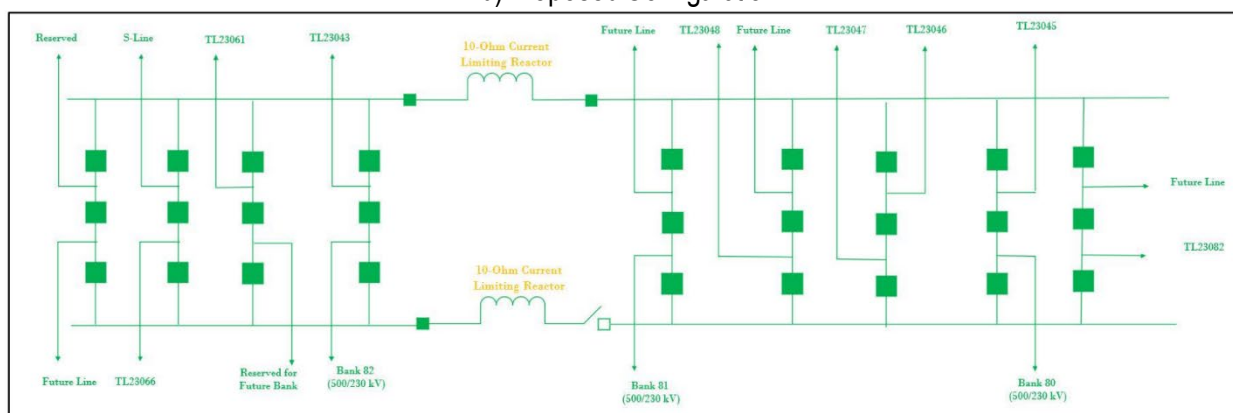 Reserved
S-Line
TL23061
TL23043
10-Ohm Current
Limiting Reactor
Future Line
TL23048
Future Line
TL23047
TL23046
TL23045
Future Line
TL23082
10-Ohm Current
Limiting Reactor
Future Line
TL23066
Reserved for
Future Bank
Bank 82
(500/230 kV)
Bank 81
(500/230 kV)
Bank 80
(500/230 kV)